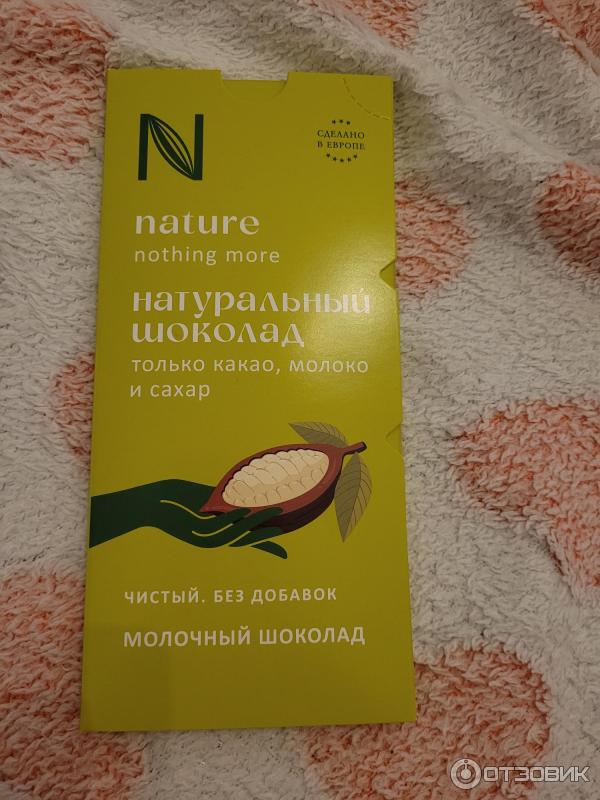 N
СДЕЛАНО
В ЕВРОПЕ
nature
nothing more
натуральный
шоколад
только какао, молоко
и сахар
ЧИСТЫЙ. БЕЗ ДОБАВОК
МОЛОЧНЫЙ ШОКОЛАД
ОТЗОВИК